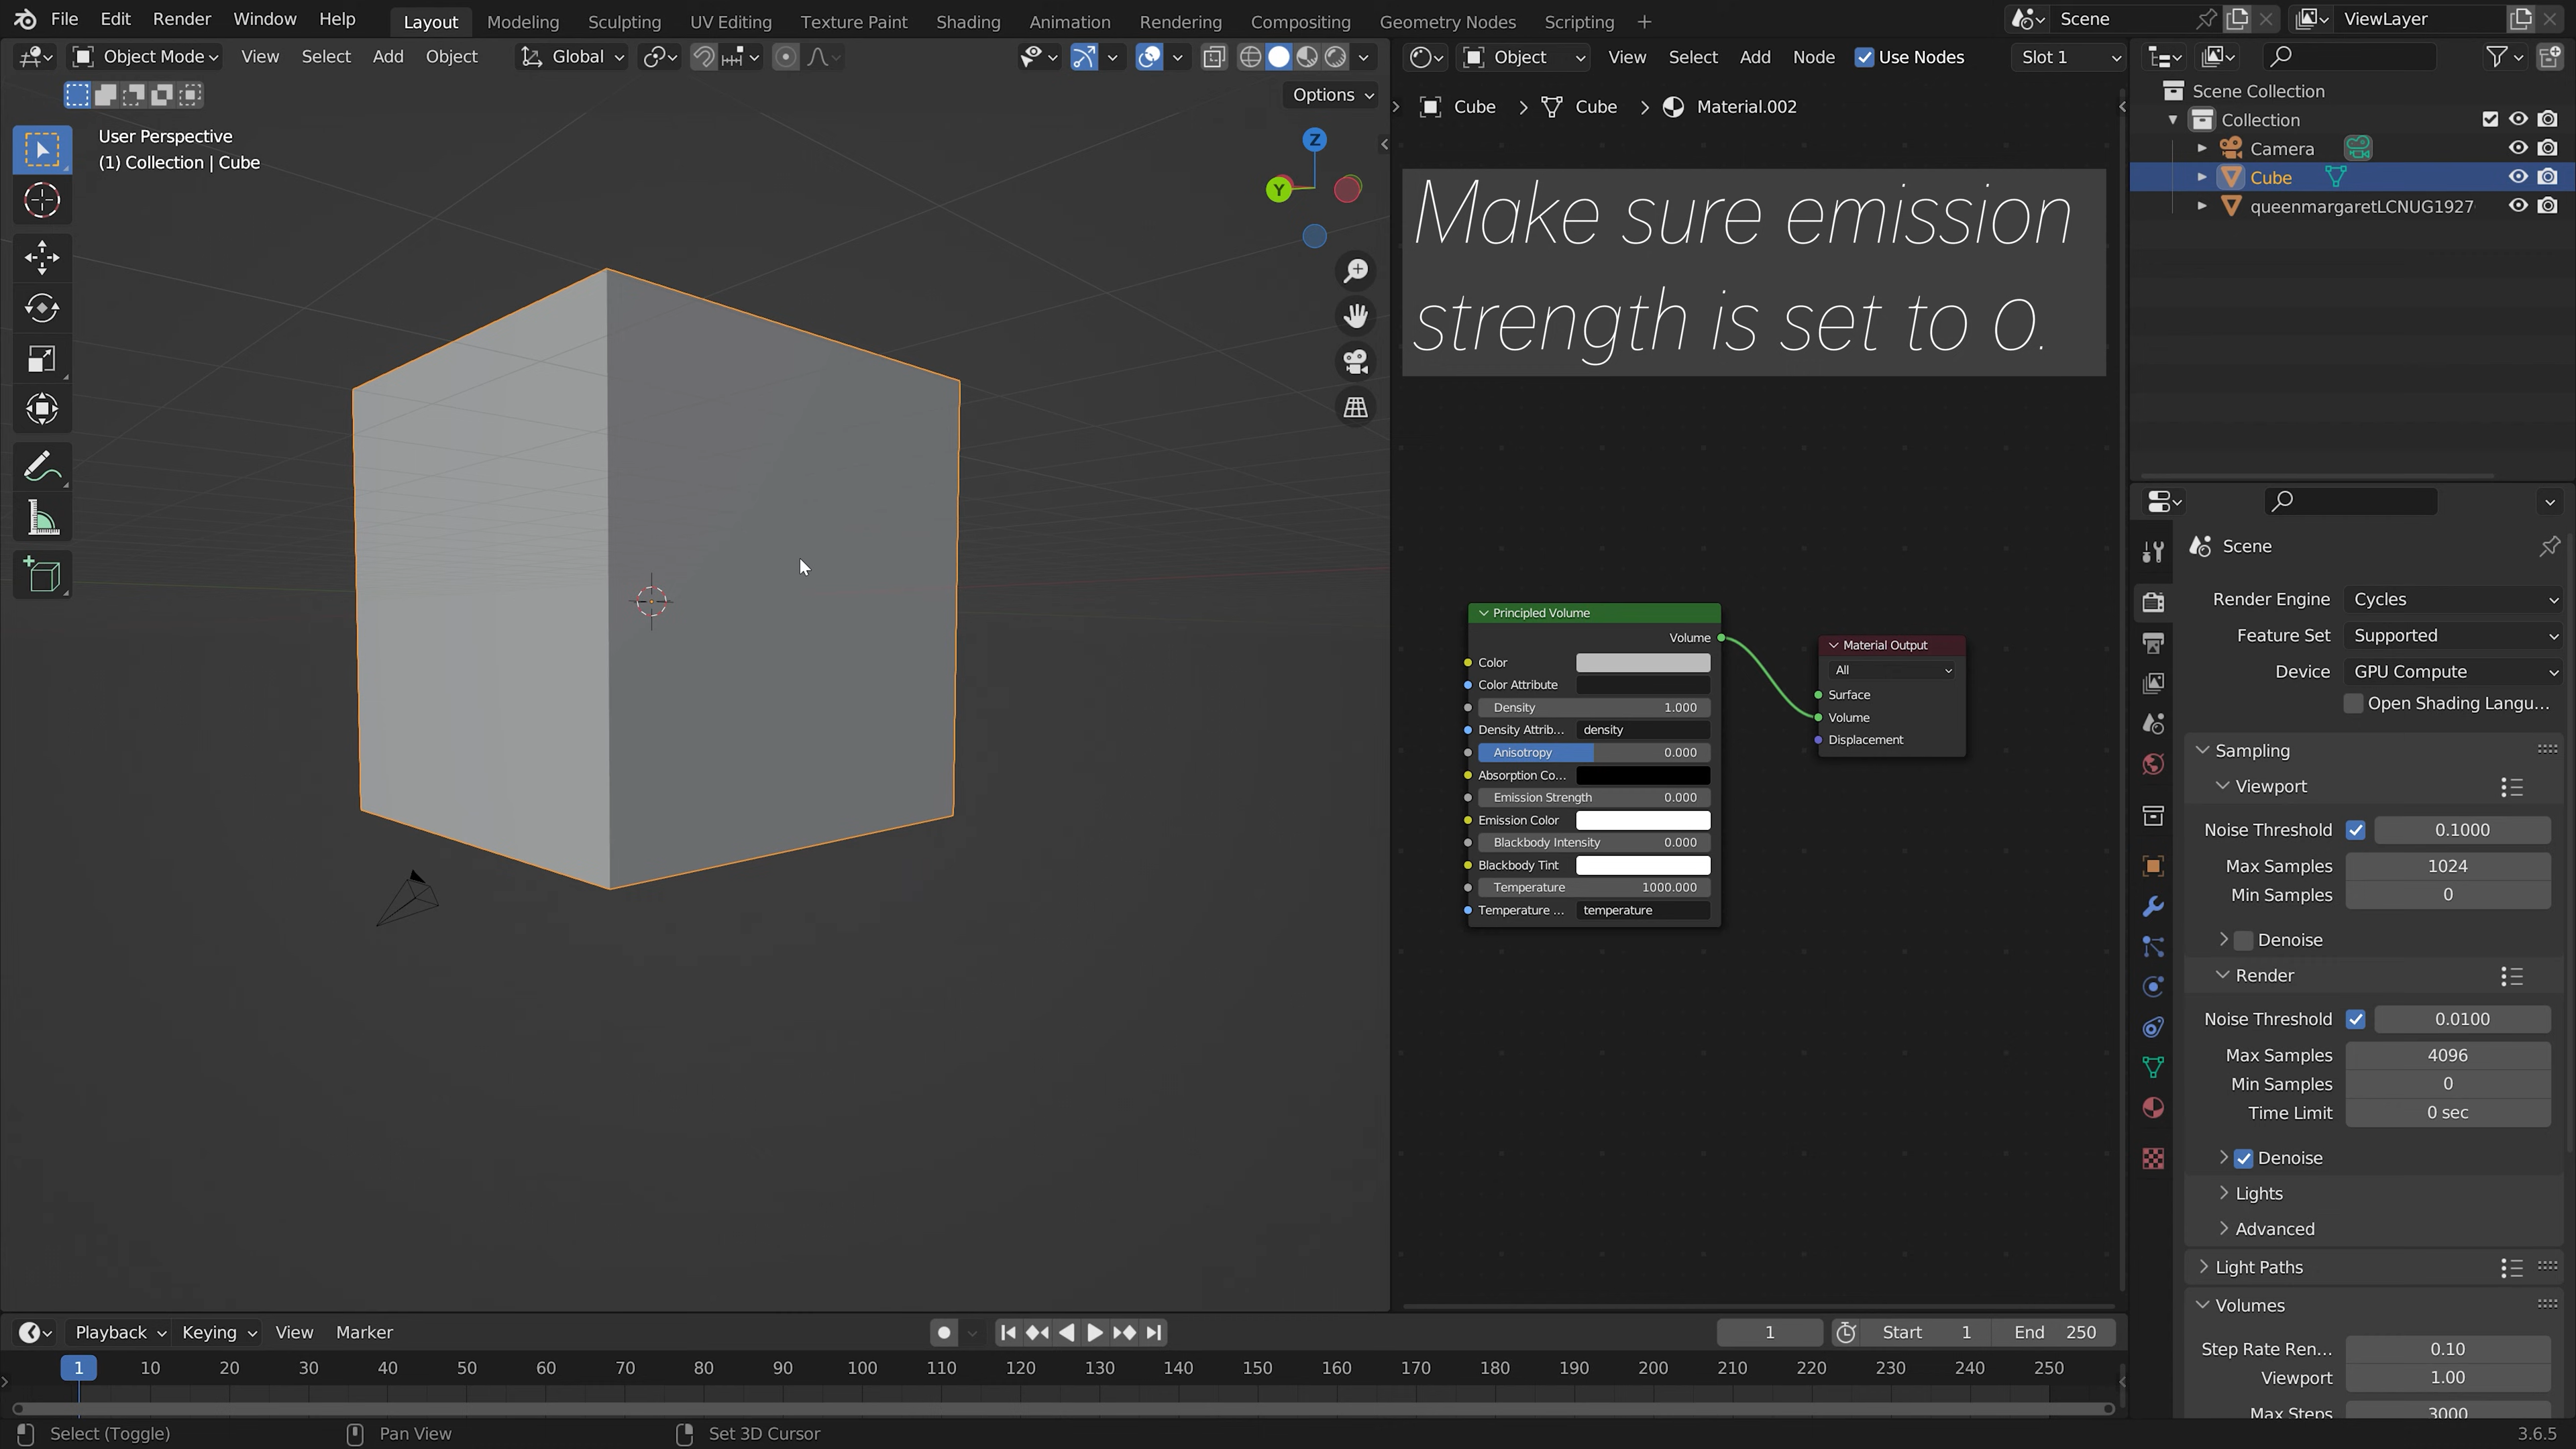 File Edit Render Window Help Layout Modeling Sculpting UV Editing Texture Paint Shading Animation Rendering Compositing Geometry Nodes Scripting + Scene ViewLayer
Object Mode View Select Add Object Global Object View Select Add Node Use Nodes Slot 1
Options
User Perspective
(1) Collection | Cube
Z
Y
Cube > Cube > Material.002
Make sure emission
strength is set to 0.
Principled Volume
Volume
Color
Color Attribute
Density 1.000
Density Attrib... density
Anisotropy 0.000
Absorption Co...
Emission Strength 0.000
Emission Color
Blackbody Intensity 0.000
Blackbody Tint
Temperature 1000.000
Temperature ... temperature
Material Output
All
Surface
Volume
Displacement
Scene Collection
Collection
Camera
Cube
queenmargaretLCNUG1927
Scene
Render Engine Cycles
Feature Set Supported
Device GPU Compute
Open Shading Langu...
Sampling
Viewport
Noise Threshold 0.1000
Max Samples 1024
Min Samples 0
Denoise
Render
Noise Threshold 0.0100
Max Samples 4096
Min Samples 0
Time Limit 0 sec
Denoise
Lights
Advanced
Light Paths
Volumes
Step Rate Ren... 0.10
Viewport 1.00
Max Steps 3000
Playback Keying View Marker 1 Start 1 End 250
1 10 20 30 40 50 60 70 80 90 100 110 120 130 140 150 160 170 180 190 200 210 220 230 240 250
Select (Toggle) Pan View Set 3D Cursor 3.6.5